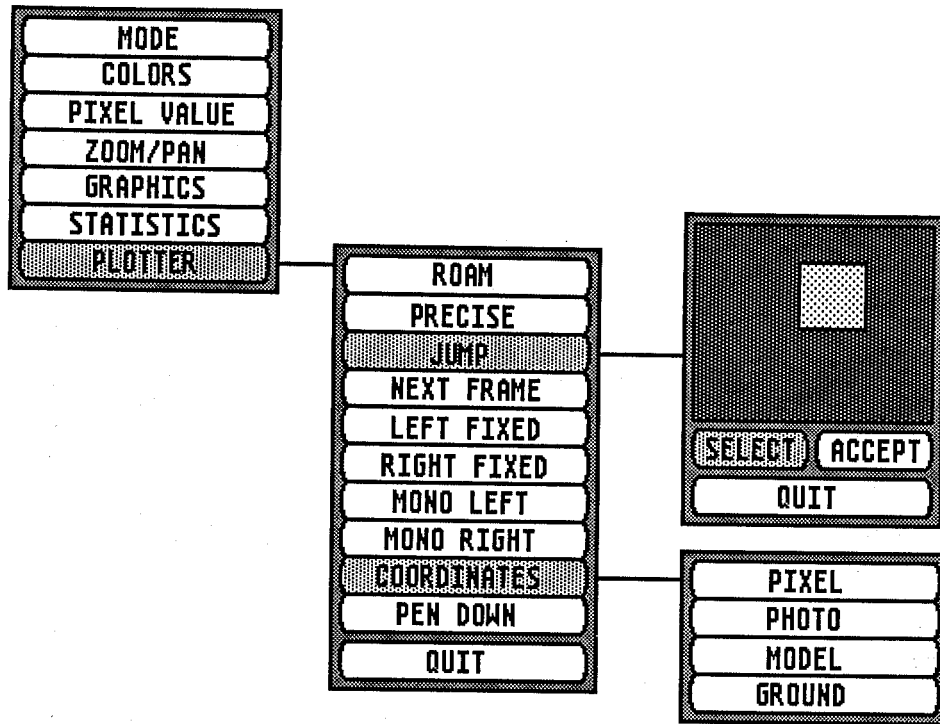 MODE
COLORS
PIXEL VALUE
ZOOM/PAN
GRAPHICS
STATISTICS
PLOTTER
ROAM
PRECISE
JUMP
NEXT FRAME
LEFT FIXED
RIGHT FIXED
MONO LEFT
MONO RIGHT
COORDINATES
PEN DOWN
QUIT
SELECT ACCEPT
QUIT
PIXEL
PHOTO
MODEL
GROUND